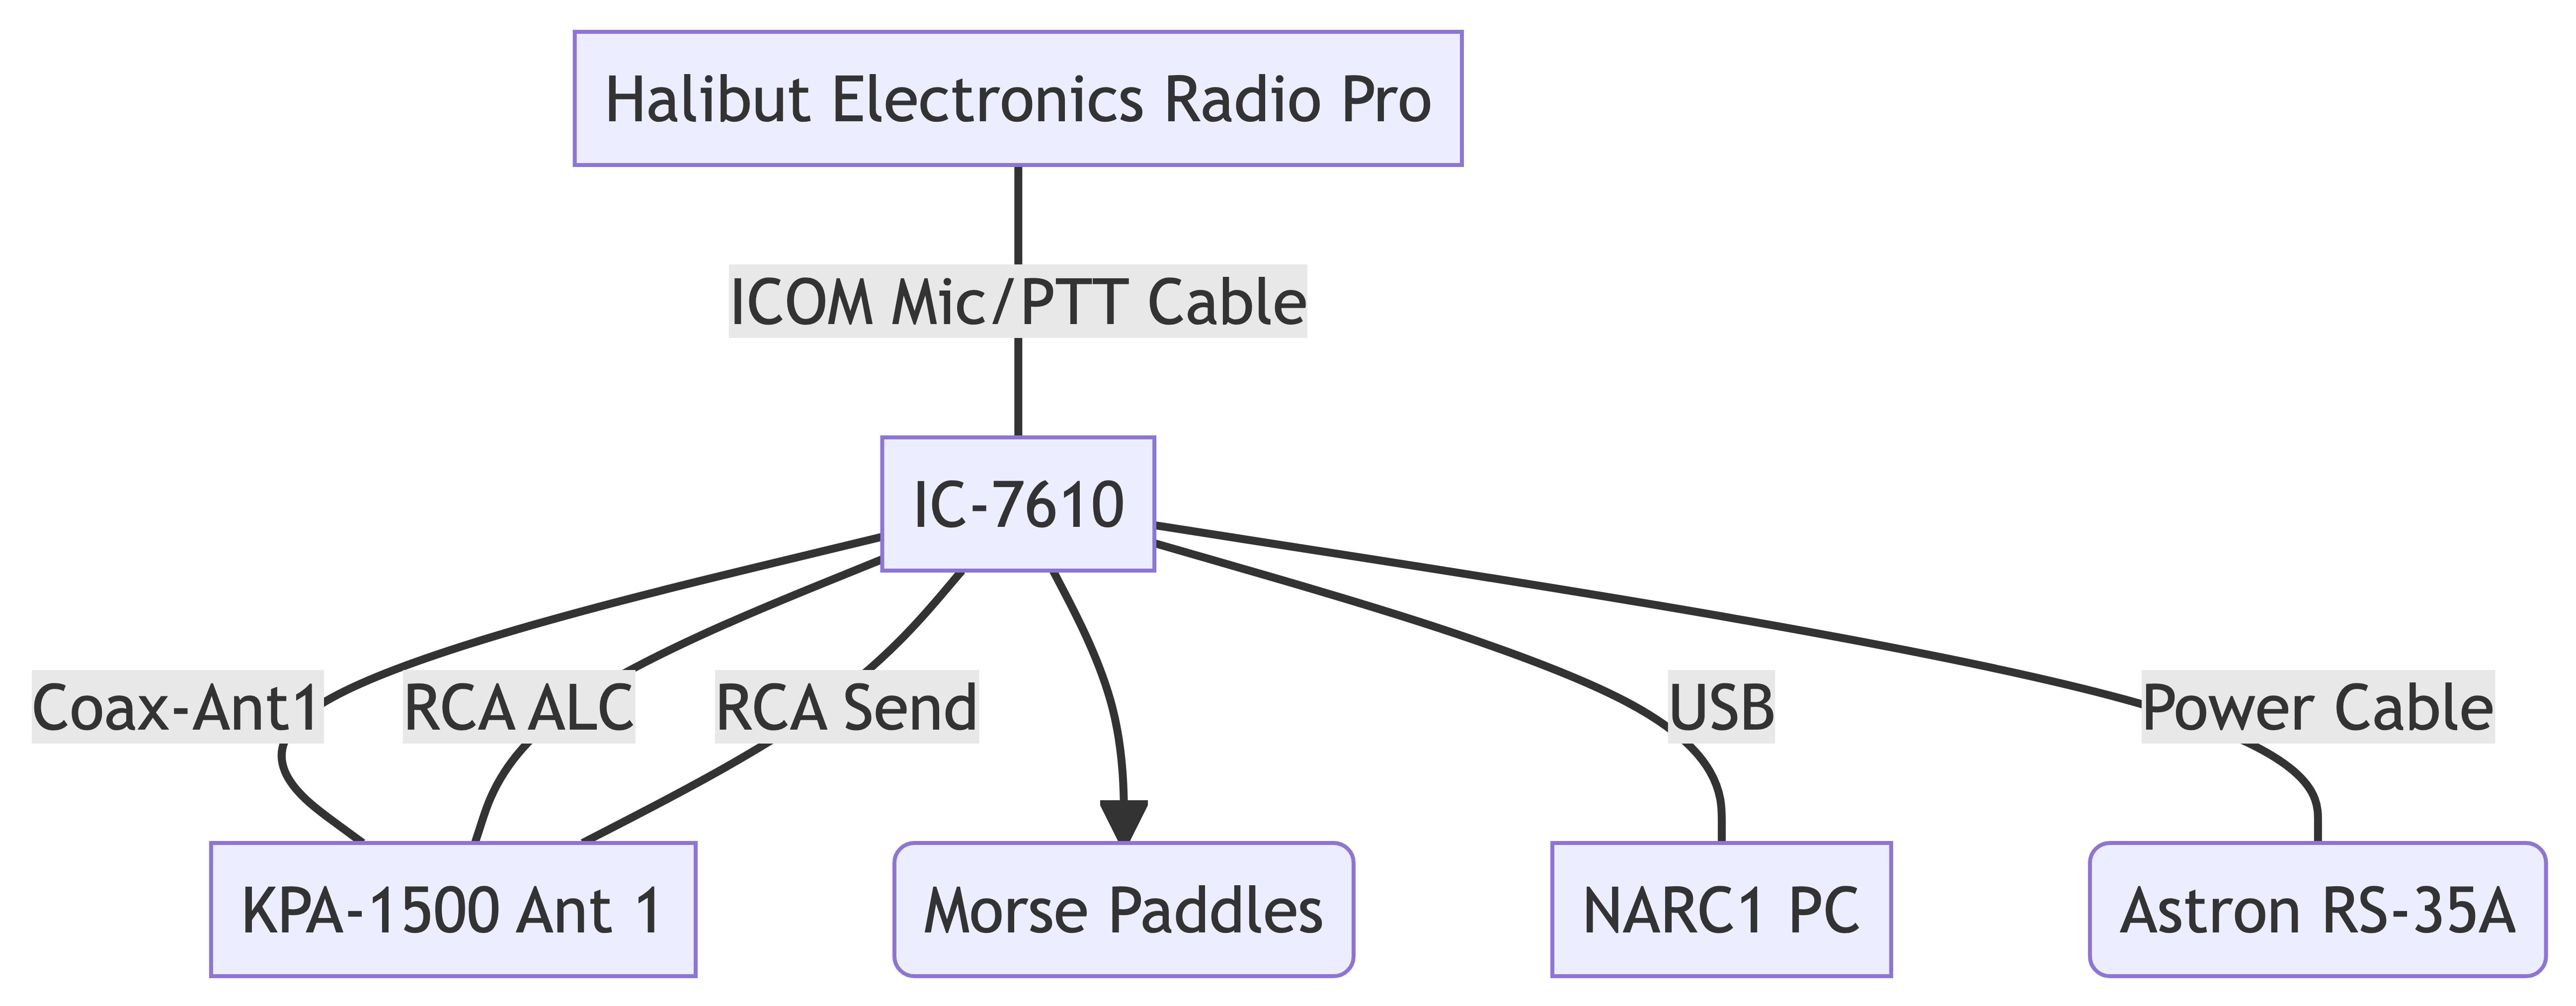 Halibut Electronics Radio Pro
ICOM Mic/PTT Cable
IC-7610
Coax-Ant1
RCA ALC
RCA Send
USB
Power Cable
KPA-1500 Ant 1
Morse Paddles
NARC1 PC
Astron RS-35A